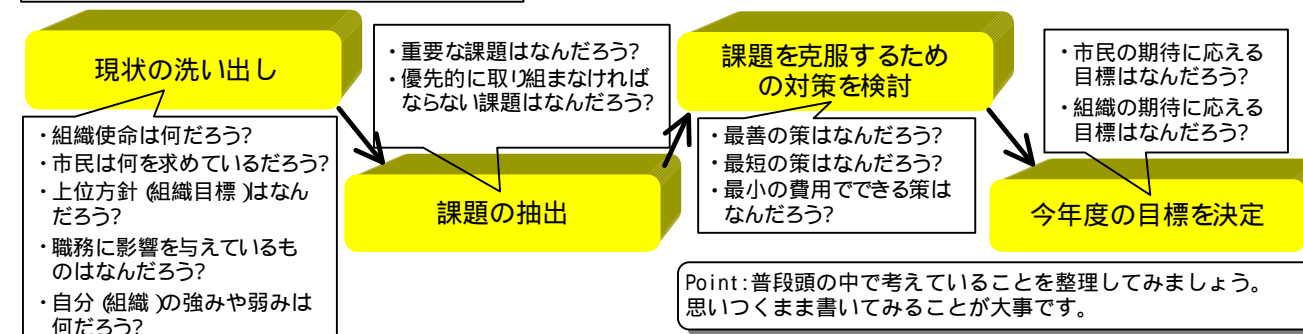 現状の洗い出し
・組織使命は何だろう?
・市民は何を求めているだろう?
・上位方針(組織目標)はなん
だろう?
・職務に影響を与えているも
のはなんだろう?
・自分(組織)の強みや弱みは
何だろう?
・重要な課題はなんだろう?
・優先的に取り組まなければ
ならない課題はなんだろう?
課題の抽出
課題を克服するため
の対策を検討
・最善の策はなんだろう?
・最短の策はなんだろう?
・最小の費用でできる策は
なんだろう?
・市民の期待に応える
目標はなんだろう?
・組織の期待に応える
目標はなんだろう?
今年度の目標を決定
Point:普段頭の中で考えていることを整理してみましょう。
思いつくまま書いてみることが大事です。